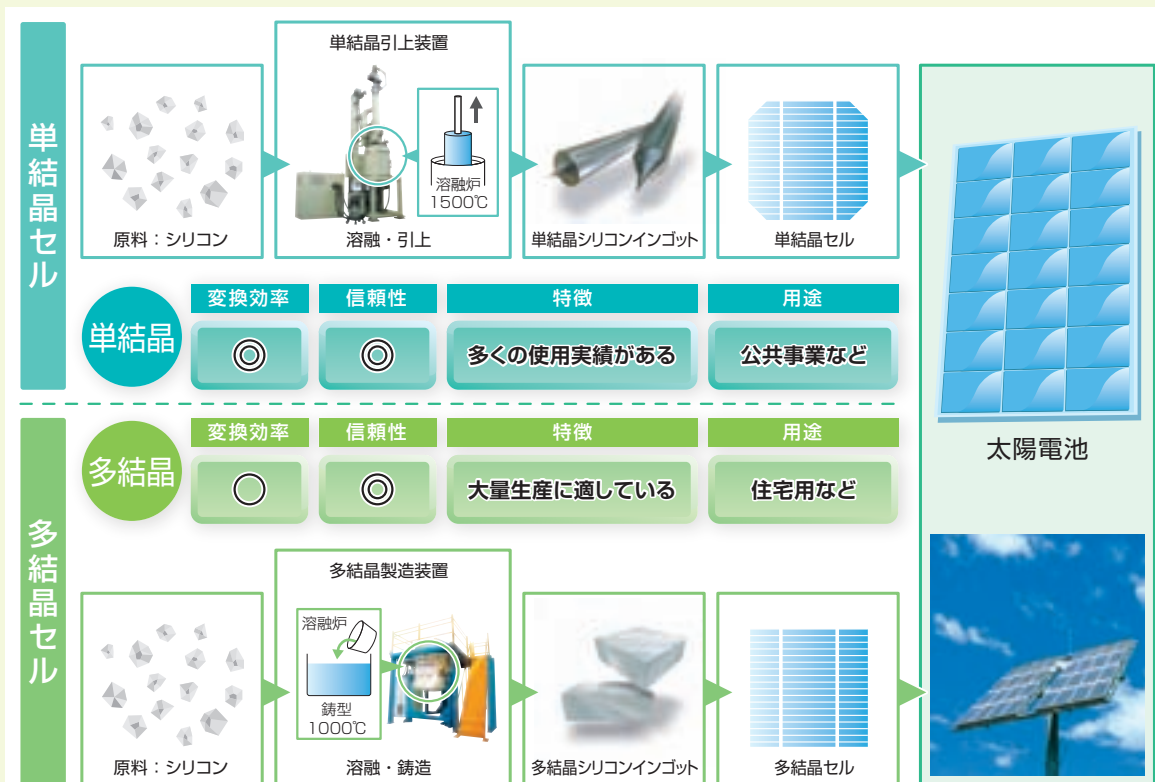 単結晶セル
単結晶引上装置
溶融炉
1500℃
原料：シリコン
溶融・引上
単結晶シリコンインゴット
単結晶セル
単結晶
変換効率
信頼性
特徴
用途
◎
◎
多くの使用実績がある
公共事業など
太陽電池
多結晶セル
多結晶
変換効率
信頼性
特徴
用途
○
◎
大量生産に適している
住宅用など
多結晶製造装置
溶融炉
鋳型
1000℃
原料：シリコン
溶融・鋳造
多結晶シリコンインゴット
多結晶セル